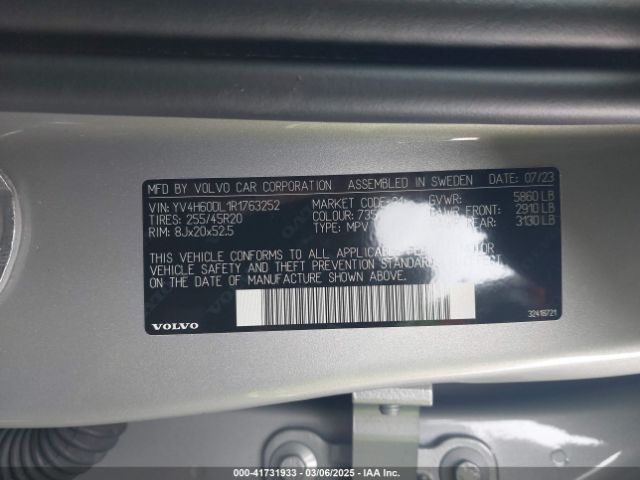 MFD BY VOLVO CAR CORPORATION ASSEMBLED IN SWEDEN DATE: 07/23
VIN: YV4H60DL1R1763252 MARKET CODE: GVWR: 5860 LB
TIRES: 255/45R20 COLOUR: FRONT: 2910 LB
RIM: 8Jx20x52.5 TYPE: MPV REAR: 3130 LB
THIS VEHICLE CONFORMS TO ALL
VEHICLE SAFETY AND THEFT PREVENTION
ON THE DATE OF MANUFACTURE SHOWN ABOVE.
VOLVO
32418721
000-41731933 - 03/06/2025 - IAA Inc.